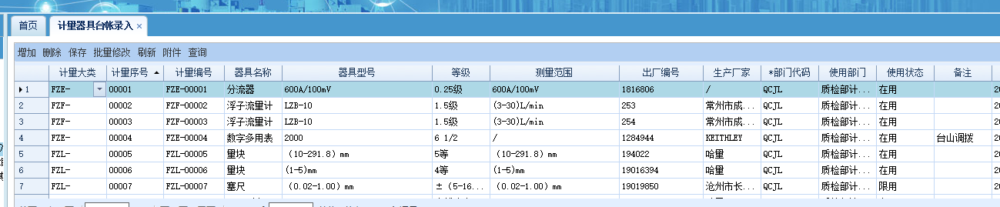 首页 计量器具台帐录入 ×
增加 删除 保存 批量修改 刷新 附件 查询
计量大类 计量序号 计量编号 器具名称 器具型号 等级 测量范围 出厂编号 生产厂家 *部门代码 使用部门 使用状态 备注
1 FZE- 00001 FZE-00001 分流器 600A/100mV 0.25级 600A/100mV 1816806 / QCJL 质检部计... 在用
2 FZF- 00002 FZF-00002 浮子流量计 LZB-10 1.5级 (3-30)L/min 253 常州市成... QCJL 质检部计... 在用
3 FZF- 00003 FZF-00003 浮子流量计 LZB-10 1.5级 (3-30)L/min 254 常州市成... QCJL 质检部计... 在用
4 FZE- 00004 FZE-00004 数字多用表 2000 6 1/2 / 1284944 KEITHLEY QCJL 质检部计... 在用 台山调拨
5 FZL- 00005 FZL-00005 量块 （10-291.8）mm 5等 （10-291.8）mm 194022 哈量 QCJL 质检部计... 在用
6 FZL- 00006 FZL-00006 量块 (1-5)mm 4等 (1-5)mm 19016394 哈量 QCJL 质检部计... 在用
7 FZL- 00007 FZL-00007 塞尺 （0.02-1.00）mm ±（5-16... （0.02-1.00）mm 19019850 沧州市长... QCJL 质检部计... 限用